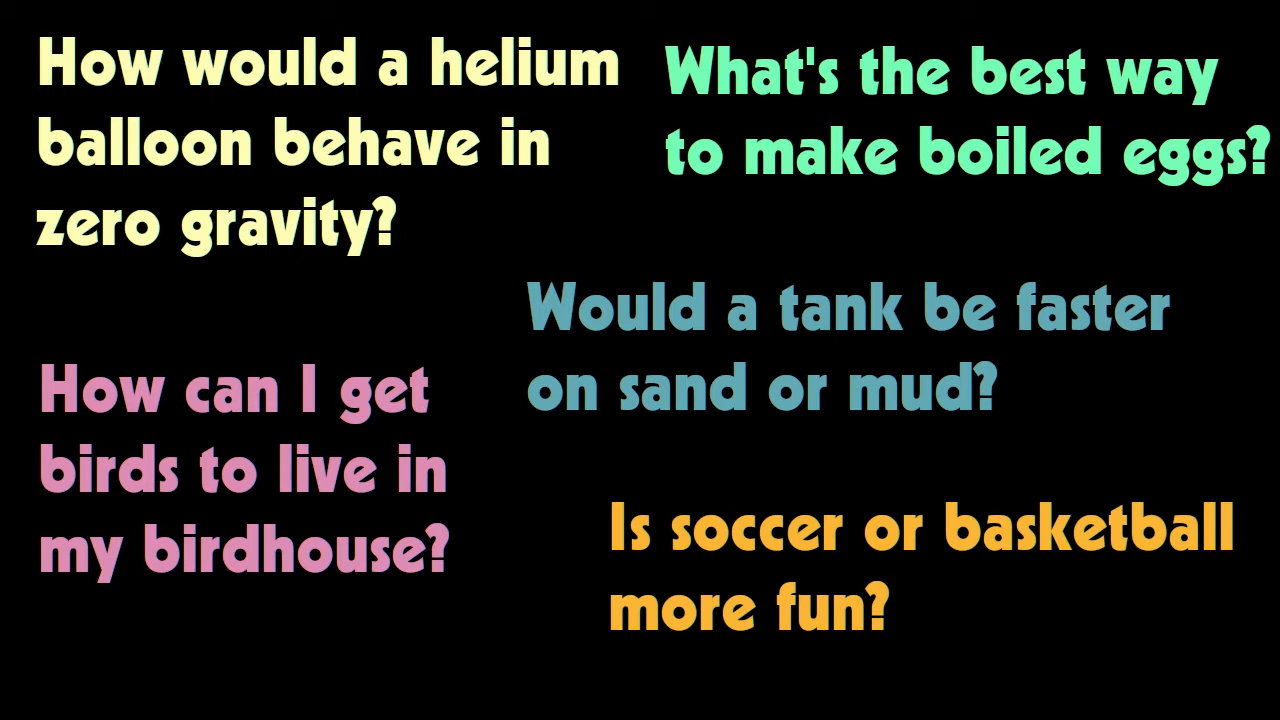 How would a helium
balloon behave in
zero gravity?
What's the best way
to make boiled eggs?
Would a tank be faster
on sand or mud?
How can I get
birds to live in
my birdhouse?
Is soccer or basketball
more fun?